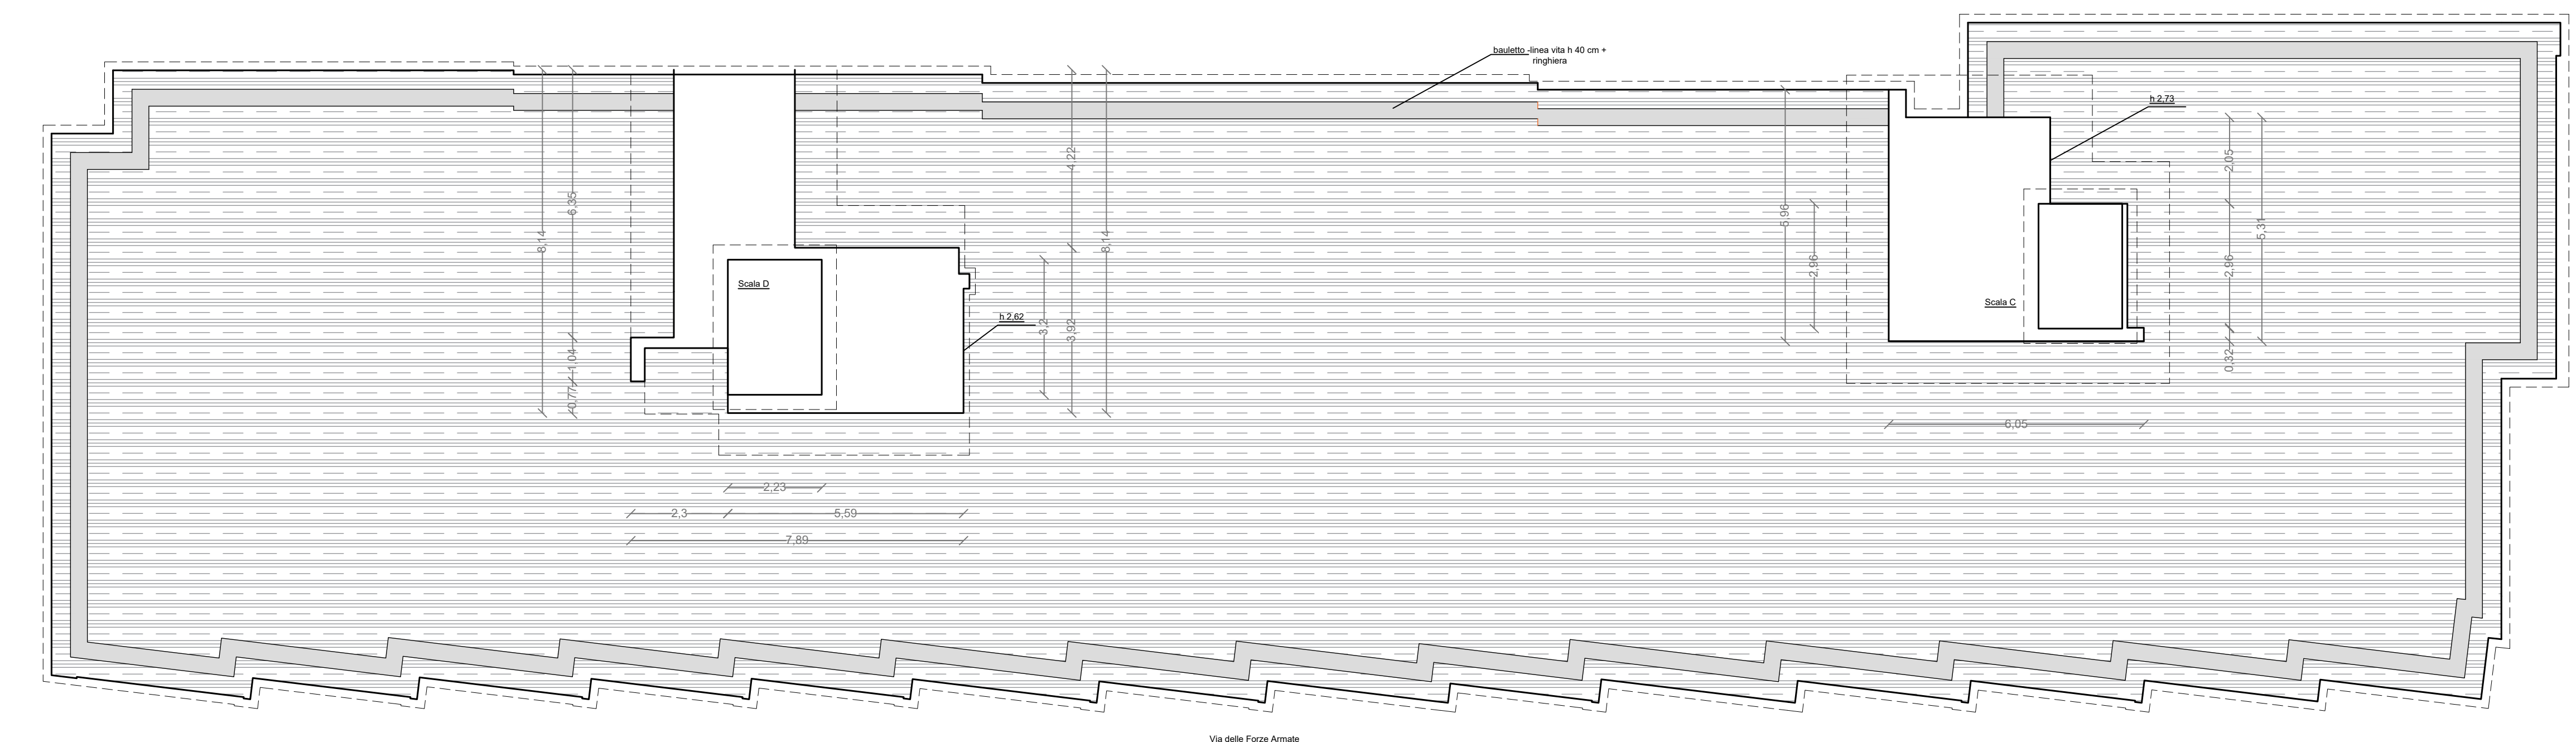 bauletto -linea vita h 40 cm +
ringhiera
h 2,73
4,22
2,05
6,35
5,96
5,31
8,14
8,14
2,96
2,96
Scala D
Scala C
h 2,62
3,2
3,92
1,04
0,32
0,77
6,05
2,23
2,3
5,59
7,89
Via delle Forze Armate